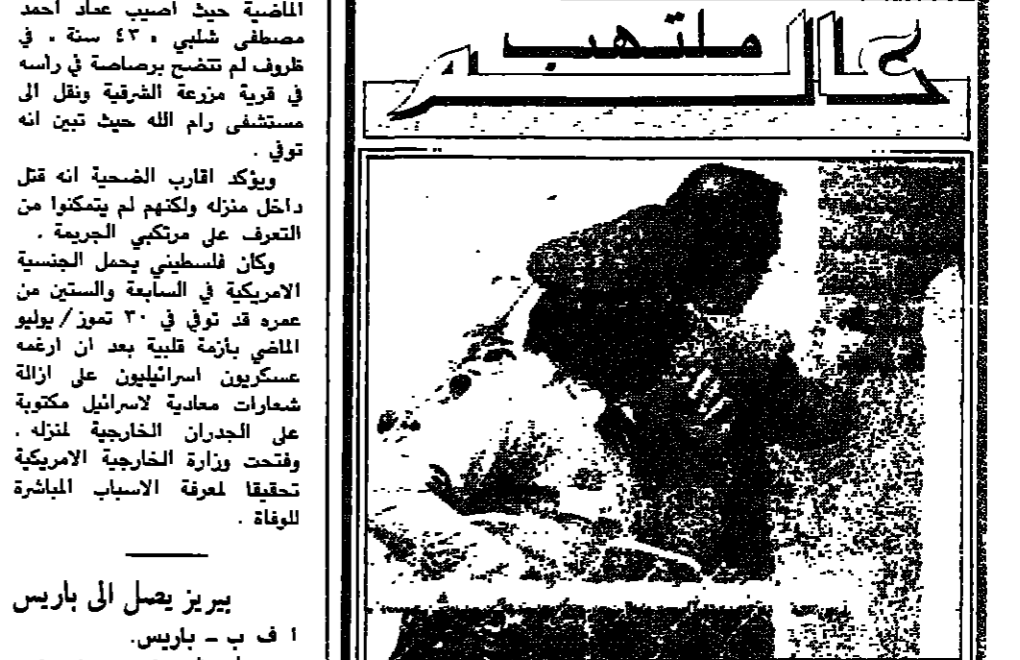 الماضية حيث اصيب عماد احمد
مصطفى شلبي « ٤٣ سنة » في
ظروف لم تتضح برصاصة في راسه
في قرية مزرعة الشرقية ونقل الى
مستشفى رام الله حيث تبين انه
توفي .
ويؤكد اقارب الضحية انه قتل
داخل منزله ولكنهم لم يتمكنوا من
التعرف على مرتكبي الجريمة .
وكان فلسطيني يحمل الجنسية
الامريكية في السابعة والستين من
عمره قد توفي في ٣٠ تموز / يوليو
الماضي بأزمة قلبية بعد ان ارغمه
عسكريون اسرائيليون على ازالة
شعارات معادية لاسرائيل مكتوبة
على الجدران الخارجية لمنزله .
وفتحت وزارة الخارجية الامريكية
تحقيقا لمعرفة الاسباب المباشرة
للوفاة .
بيريز يصل الى باريس
ا ف ب - باريس.
عالم
ملتهب